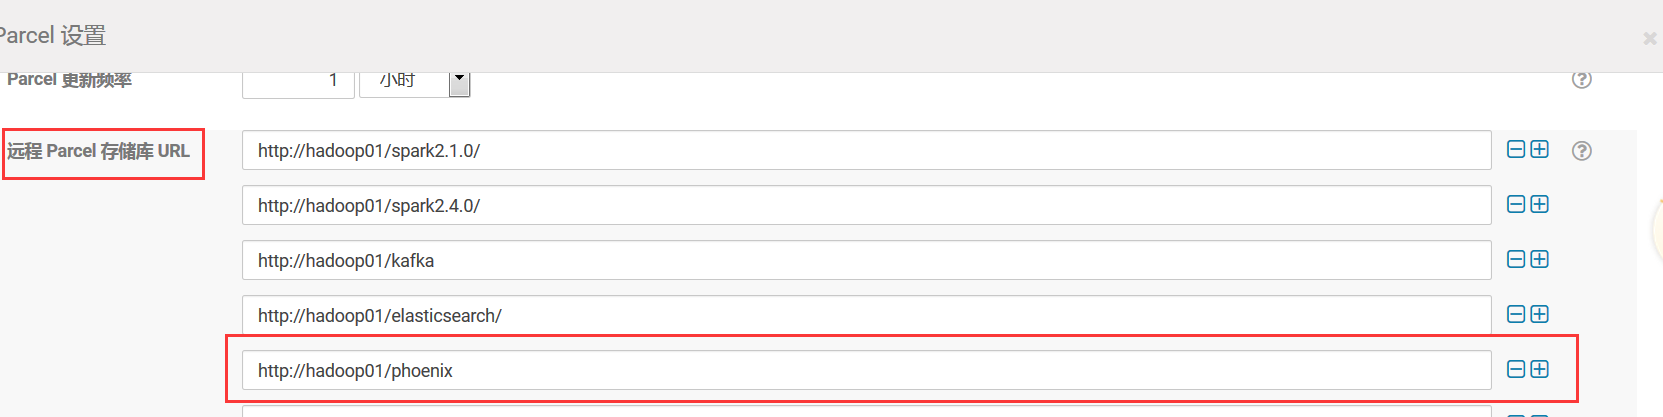 Parcel 设置
Parcel 更新频率 1 小时
远程 Parcel 存储库 URL http://hadoop01/spark2.1.0/
http://hadoop01/spark2.4.0/
http://hadoop01/kafka
http://hadoop01/elasticsearch/
http://hadoop01/phoenix